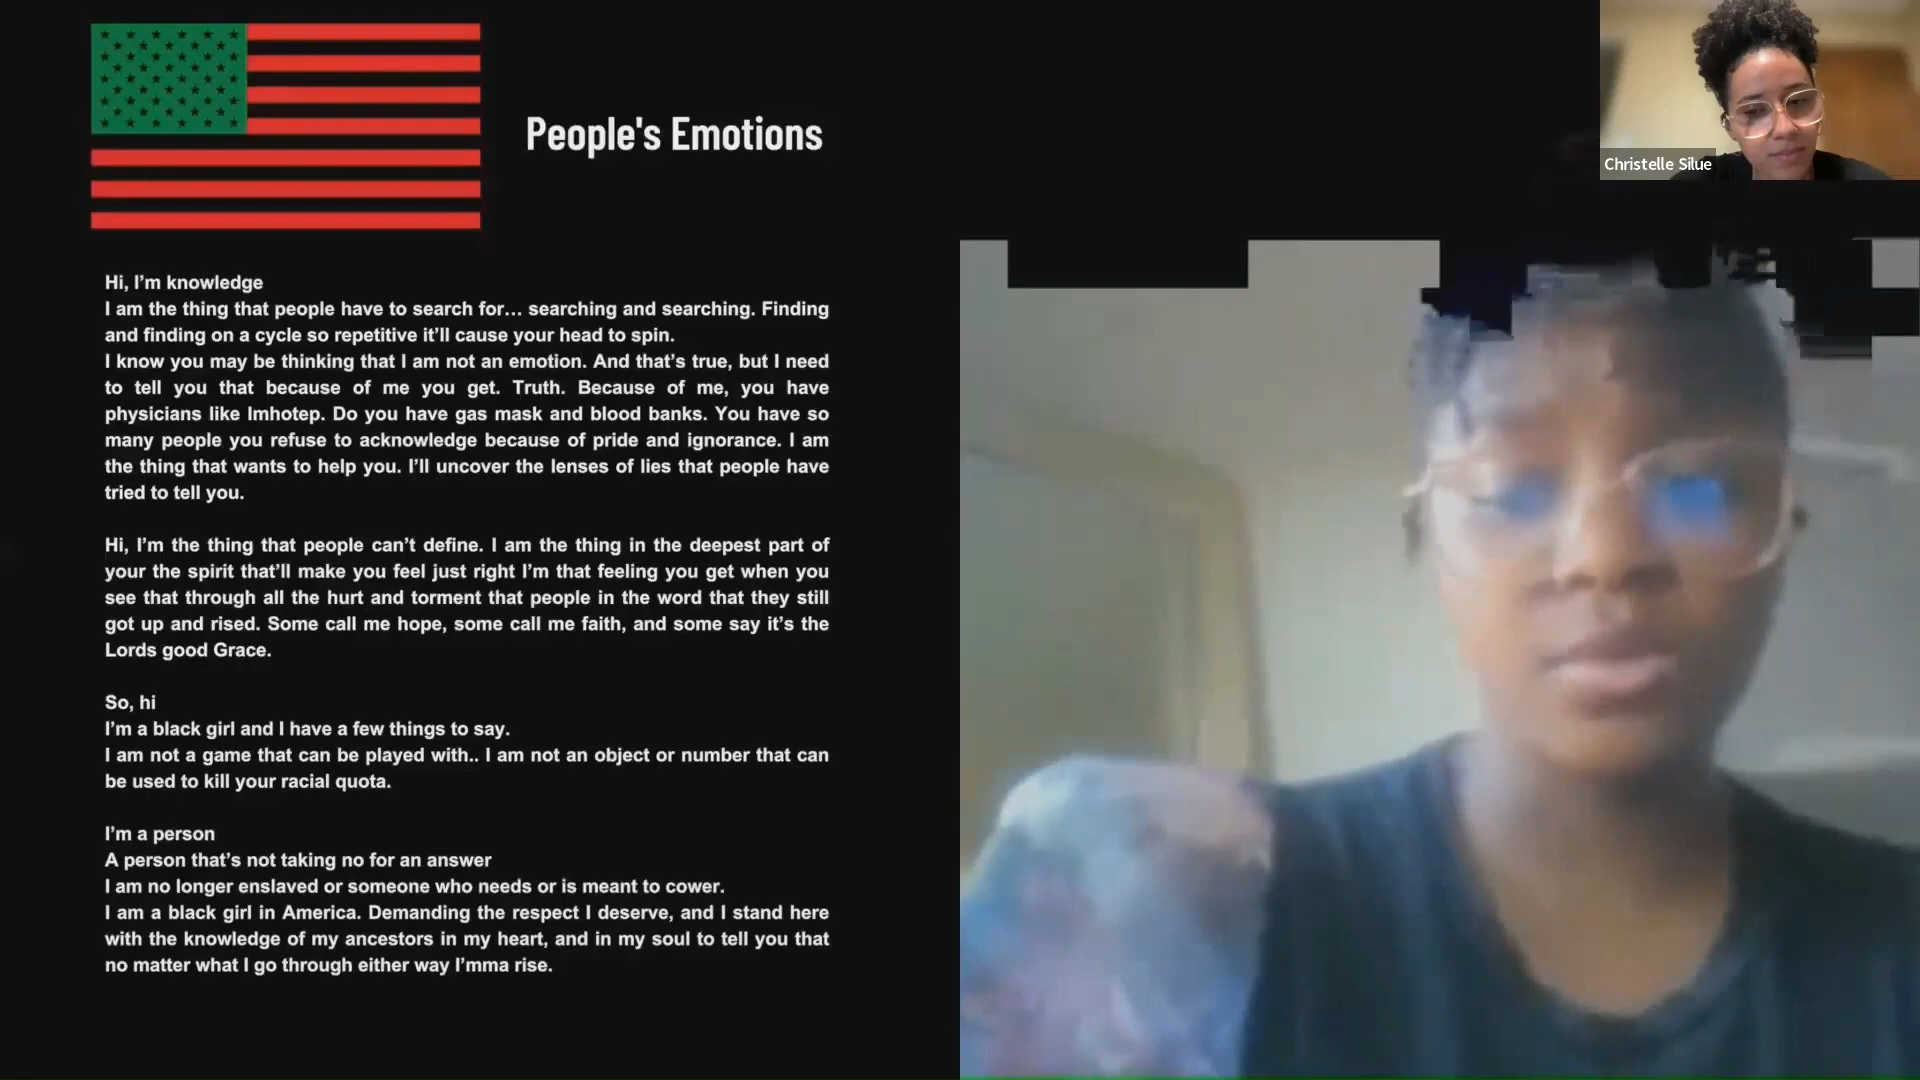 People's Emotions
Christelle Silue
Hi, I’m knowledge
I am the thing that people have to search for… searching and searching. Finding
and finding on a cycle so repetitive it’ll cause your head to spin.
I know you may be thinking that I am not an emotion. And that’s true, but I need
to tell you that because of me you get. Truth. Because of me, you have
physicians like Imhotep. Do you have gas mask and blood banks. You have so
many people you refuse to acknowledge because of pride and ignorance. I am
the thing that wants to help you. I’ll uncover the lenses of lies that people have
tried to tell you.
Hi, I’m the thing that people can’t define. I am the thing in the deepest part of
your the spirit that’ll make you feel just right I’m that feeling you get when you
see that through all the hurt and torment that people in the word that they still
got up and rised. Some call me hope, some call me faith, and some say it’s the
Lords good Grace.
So, hi
I’m a black girl and I have a few things to say.
I am not a game that can be played with.. I am not an object or number that can
be used to kill your racial quota.
I’m a person
A person that’s not taking no for an answer
I am no longer enslaved or someone who needs or is meant to cower.
I am a black girl in America. Demanding the respect I deserve, and I stand here
with the knowledge of my ancestors in my heart, and in my soul to tell you that
no matter what I go through either way I’mma rise.